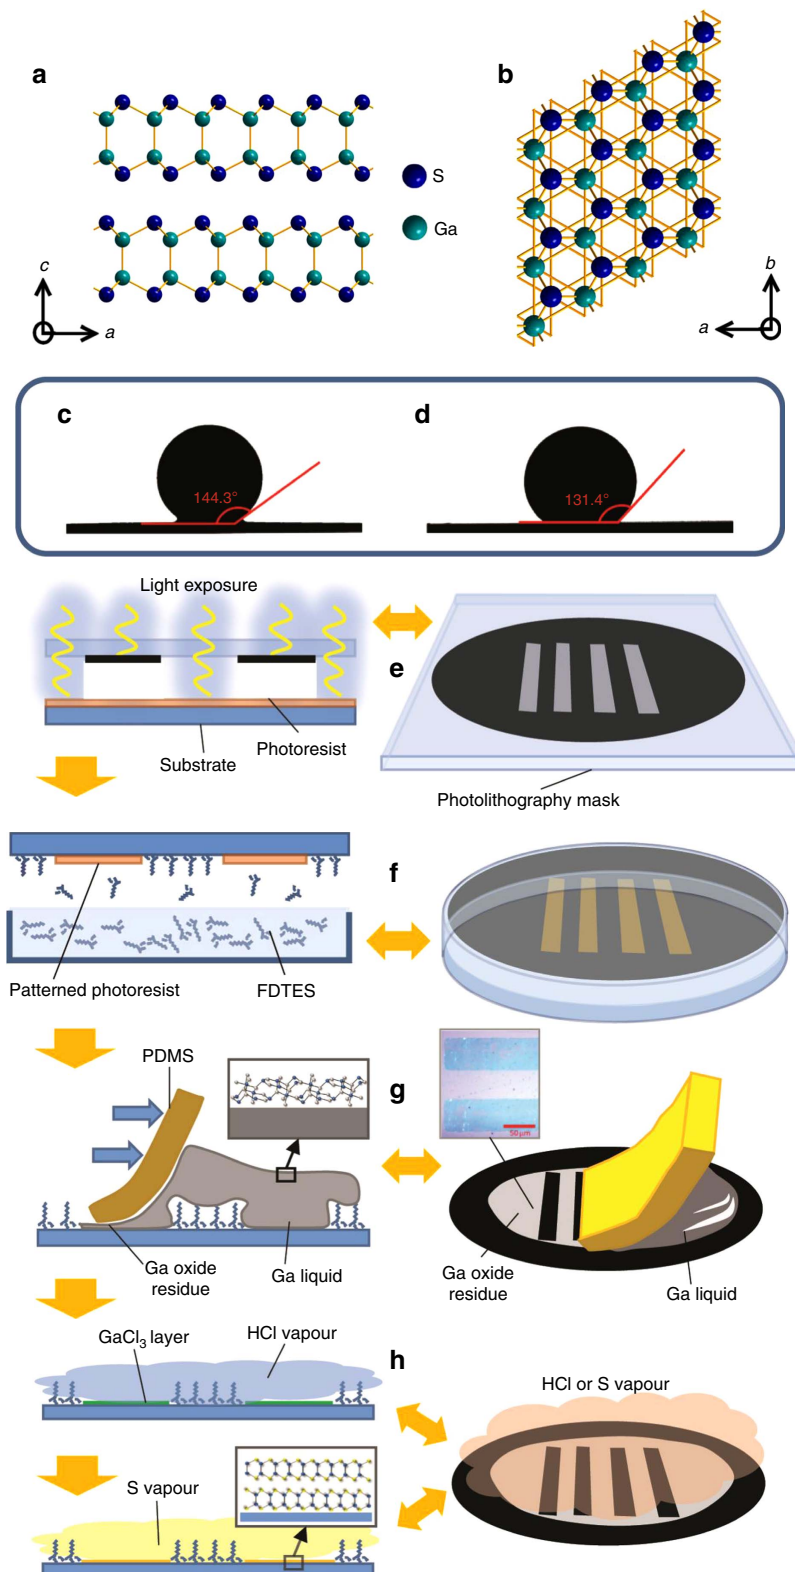 a
b
S
Ga
c
a
b
a
c
d
144.3°
131.4°
Light exposure
e
Photoresist
Substrate
Photolithography mask
f
Patterned photoresist
FDTES
PDMS
g
50 μm
Ga oxide
residue
Ga liquid
Ga oxide
residue
Ga liquid
GaCl3 layer
HCl vapour
h
HCl or S vapour
S vapour